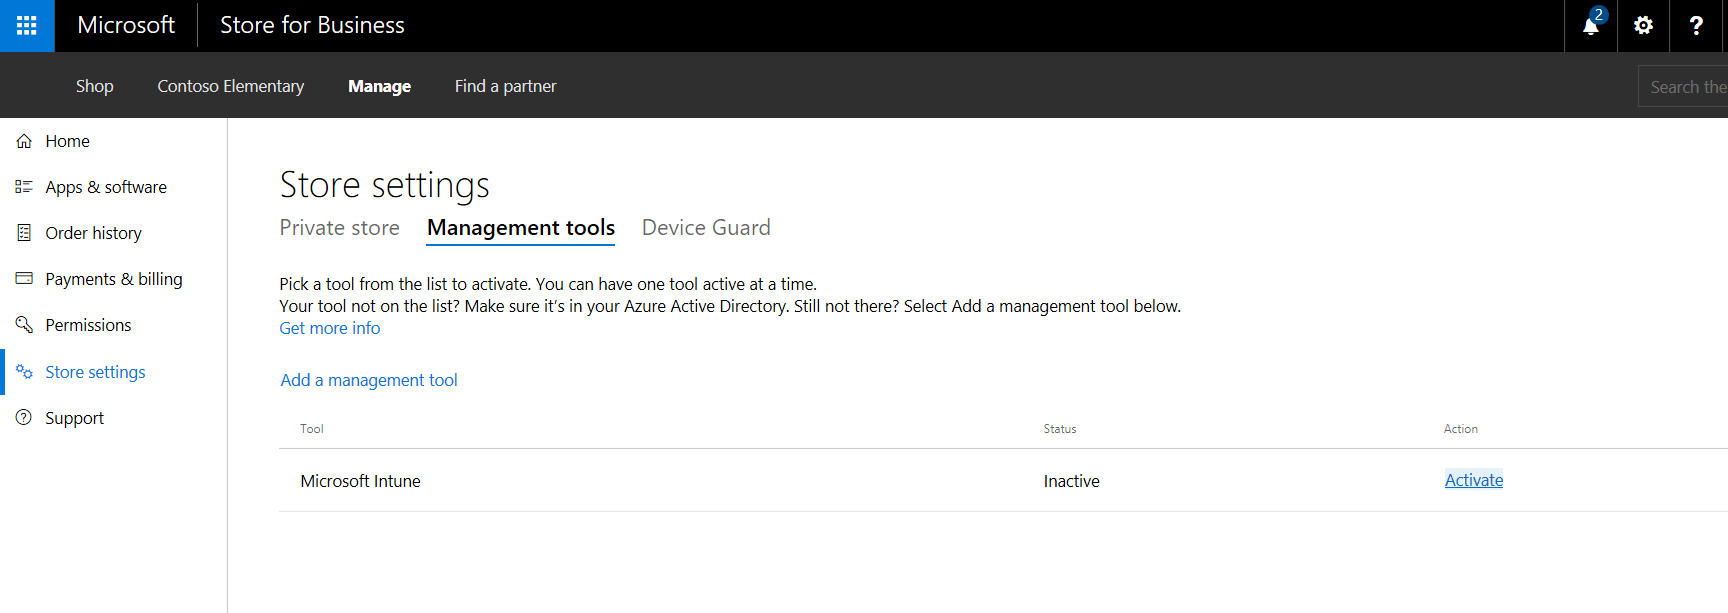 Microsoft Store for Business 2 ?
Shop Contoso Elementary Manage Find a partner Search the
Home
Apps & software
Order history
Payments & billing
Permissions
Store settings
Support
Store settings
Private store Management tools Device Guard
Pick a tool from the list to activate. You can have one tool active at a time.
Your tool not on the list? Make sure it's in your Azure Active Directory. Still not there? Select Add a management tool below.
Get more info
Add a management tool
Tool Status Action
Microsoft Intune Inactive Activate